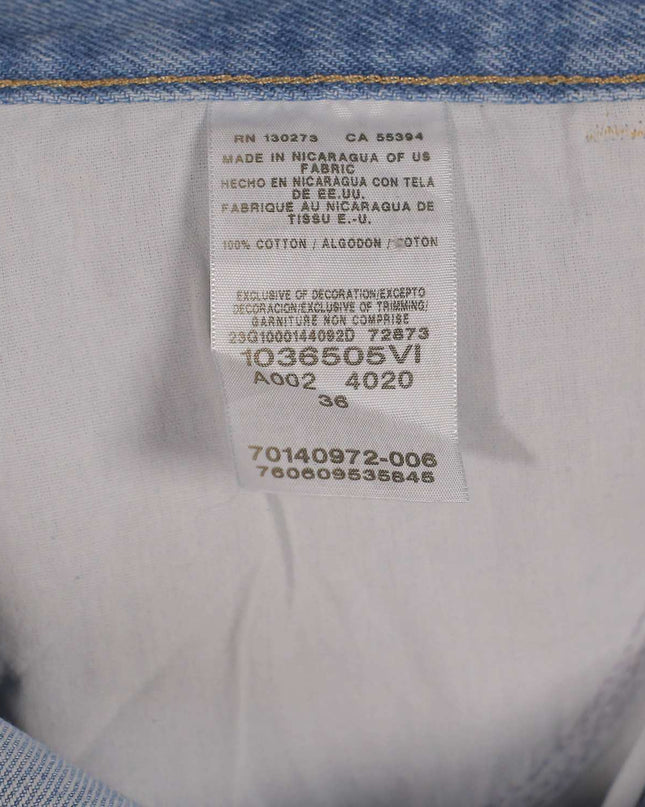 RN 130273 CA 55394
MADE IN NICARAGUA OF US
FABRIC
HECHO EN NICARAGUA CON TELA
DE EE.UU.
FABRIQUE AU NICARAGUA DE
TISSU E.-U.
100% COTTON / ALGODON / COTON
EXCLUSIVE OF DECORATION/EXCEPTO
DECORACION/EXCLUSIVE OF TRIMMING/
GARNITURE NON COMPRISE
23G1000144092D 72873
1036505VI
A002 4020
36
70140972-006
760609535845